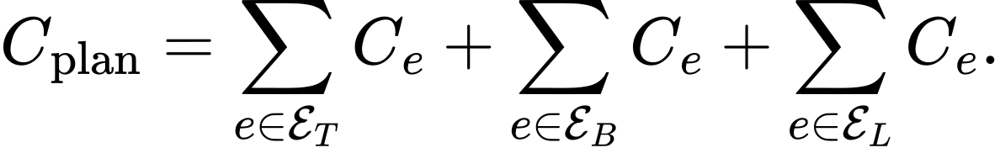 C_plan = ∑_{e∈ℰ_T} C_e + ∑_{e∈ℰ_B} C_e + ∑_{e∈ℰ_L} C_e.